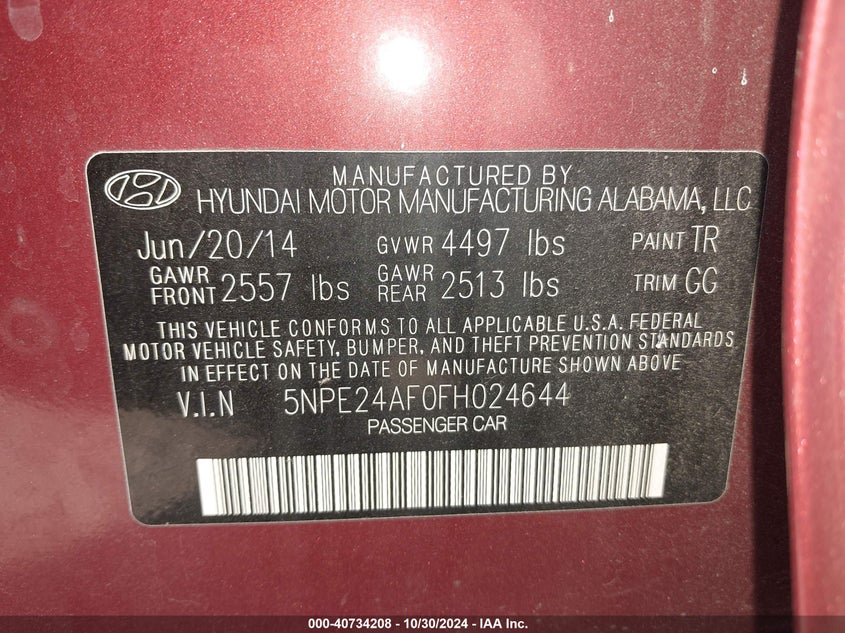 MANUFACTURED BY
HYUNDAI MOTOR MANUFACTURING ALABAMA, LLC
Jun/20/14 GVWR 4497 lbs PAINT TR
GAWR FRONT 2557 lbs GAWR REAR 2513 lbs TRIM GG
THIS VEHICLE CONFORMS TO ALL APPLICABLE U.S.A. FEDERAL
MOTOR VEHICLE SAFETY, BUMPER, AND THEFT PREVENTION STANDARDS
IN EFFECT ON THE DATE OF MANUFACTURE SHOWN ABOVE
V.I.N 5NPE24AF0FH024644
PASSENGER CAR
000-40734208 - 10/30/2024 - IAA Inc.